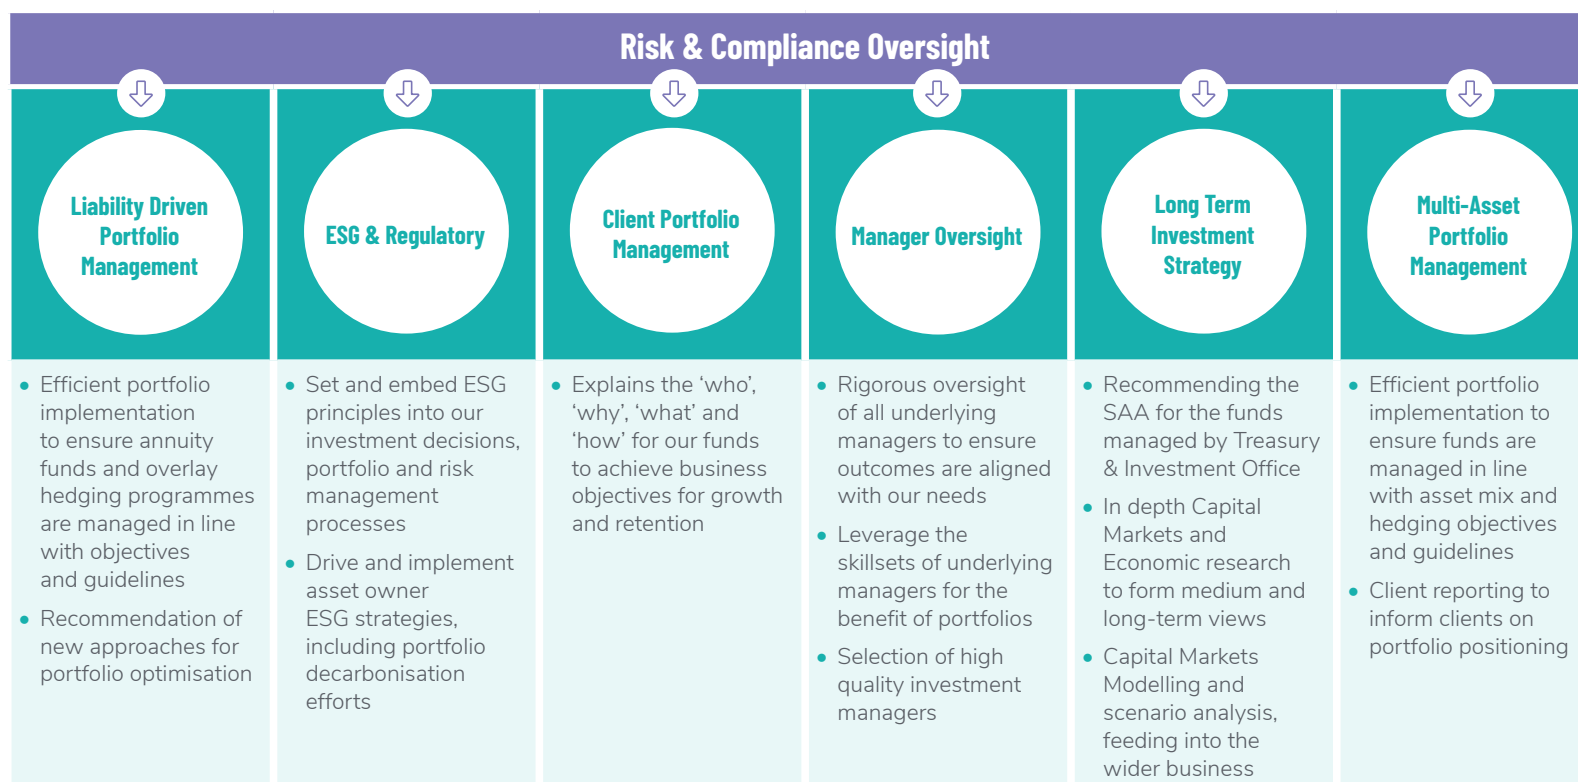 Risk & Compliance Oversight
Liability Driven
Portfolio
Management
• Efficient portfolio
implementation
to ensure annuity
funds and overlay
hedging programmes
are managed in line
with objectives
and guidelines
• Recommendation of
new approaches for
portfolio optimisation
ESG & Regulatory
• Set and embed ESG
principles into our
investment decisions,
portfolio and risk
management
processes
• Drive and implement
asset owner
ESG strategies,
including portfolio
decarbonisation
efforts
Client Portfolio
Management
• Explains the ‘who’,
‘why’, ‘what’ and
‘how’ for our funds
to achieve business
objectives for growth
and retention
Manager Oversight
• Rigorous oversight
of all underlying
managers to ensure
outcomes are aligned
with our needs
• Leverage the
skillsets of underlying
managers for the
benefit of portfolios
• Selection of high
quality investment
managers
Long Term
Investment
Strategy
• Recommending the
SAA for the funds
managed by Treasury
& Investment Office
• In depth Capital
Markets and
Economic research
to form medium and
long-term views
• Capital Markets
Modelling and
scenario analysis,
feeding into the
wider business
Multi-Asset
Portfolio
Management
• Efficient portfolio
implementation to
ensure funds are
managed in line
with asset mix and
hedging objectives
and guidelines
• Client reporting to
inform clients on
portfolio positioning